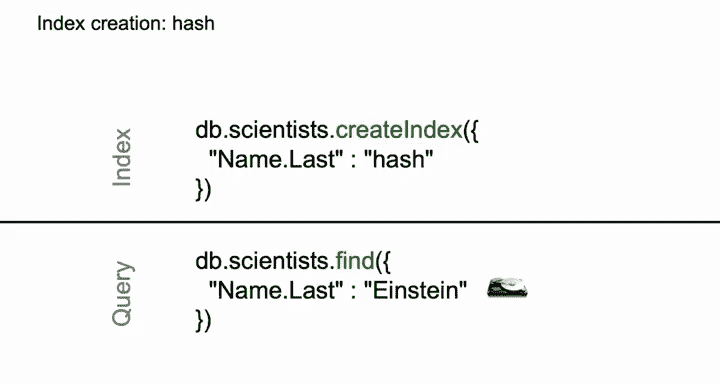 Index creation: hash
Index
db.scientists.createIndex({
"Name.Last" : "hash"
})
Query
db.scientists.find({
"Name.Last" : "Einstein"
})